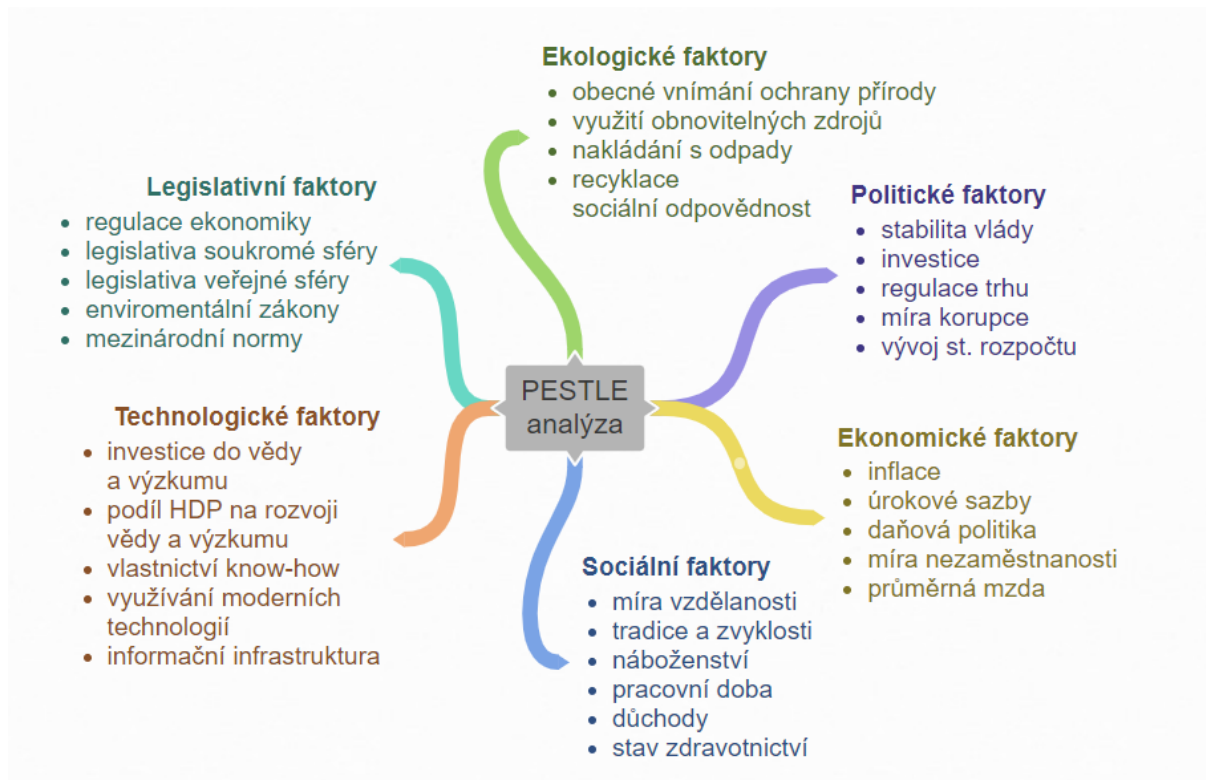 Ekologické faktory
• obecné vnímání ochrany přírody
• využití obnovitelných zdrojů
• nakládání s odpady
• recyklace
sociální odpovědnost
Legislativní faktory
• regulace ekonomiky
• legislativa soukromé sféry
• legislativa veřejné sféry
• enviromentální zákony
• mezinárodní normy
Politické faktory
• stabilita vlády
• investice
• regulace trhu
• míra korupce
• vývoj st. rozpočtu
PESTLE
analýza
Technologické faktory
• investice do vědy
a výzkumu
• podíl HDP na rozvoji
vědy a výzkumu
• vlastnictví know-how
• využívání moderních
technologií
• informační infrastruktura
Ekonomické faktory
• inflace
• úrokové sazby
• daňová politika
• míra nezaměstnanosti
• průměrná mzda
Sociální faktory
• míra vzdělanosti
• tradice a zvyklosti
• náboženství
• pracovní doba
• důchody
• stav zdravotnictví